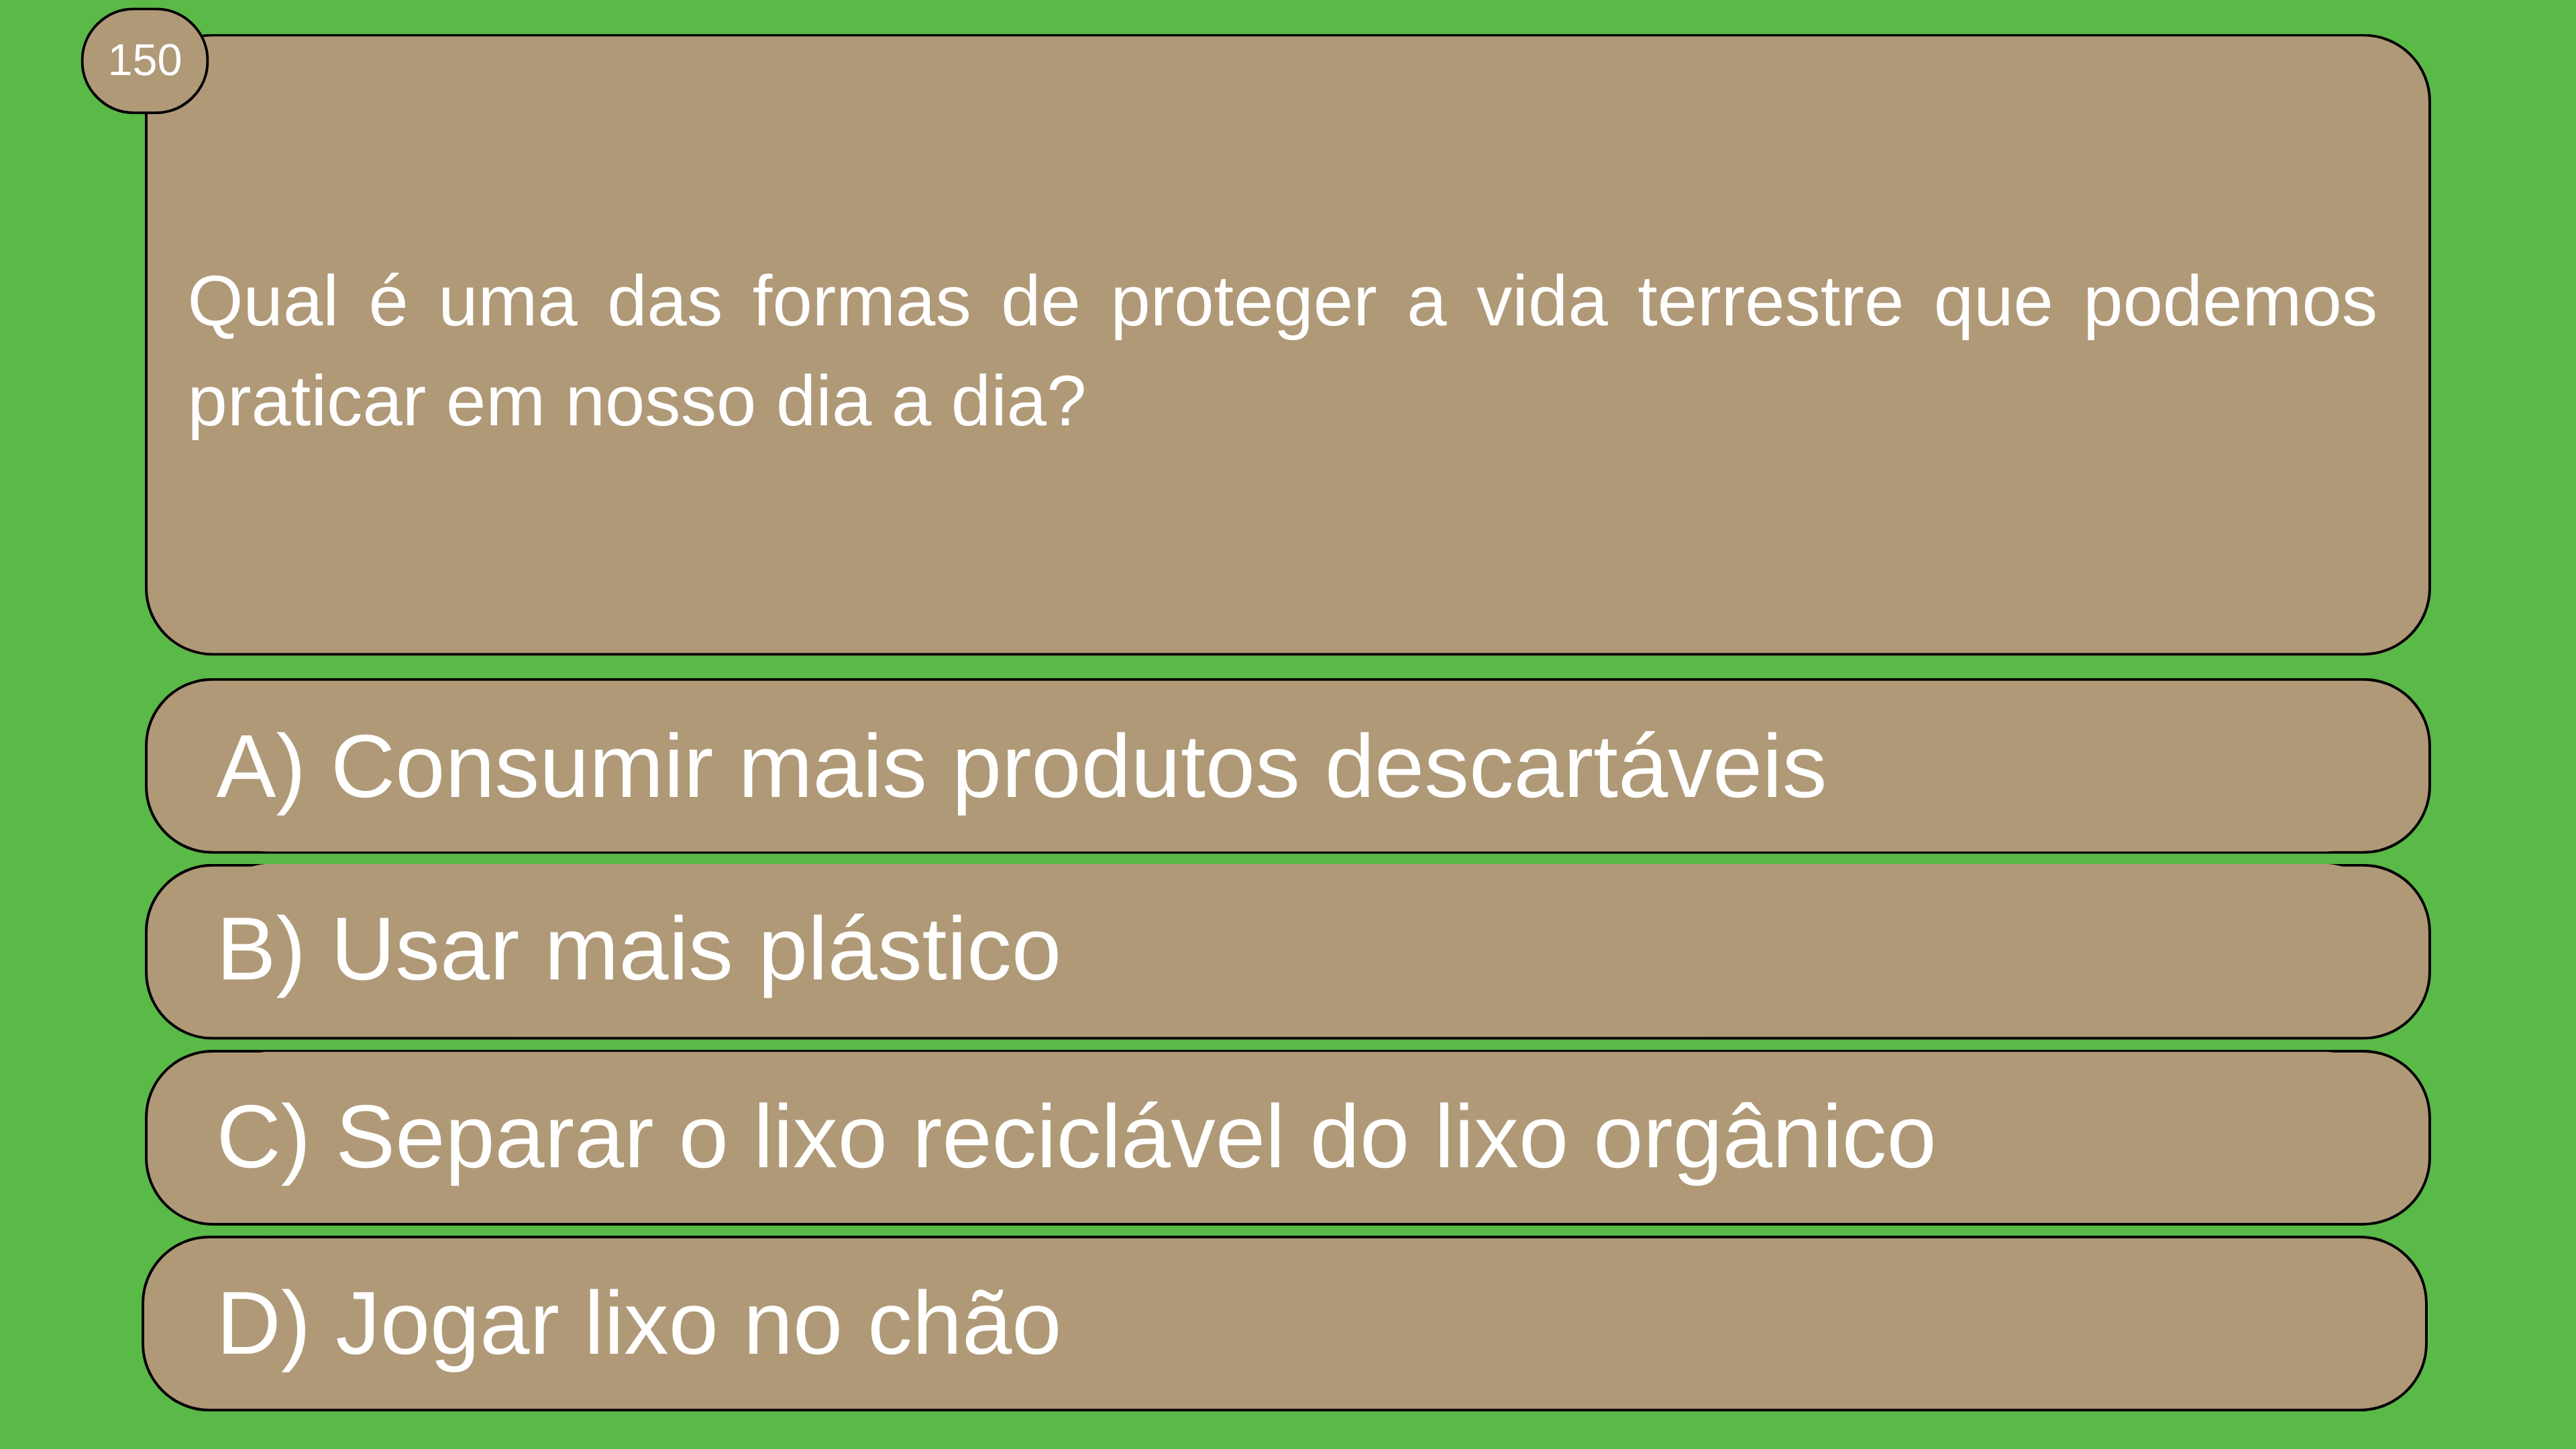 150
Qual é uma das formas de proteger a vida terrestre que podemos
praticar em nosso dia a dia?
A) Consumir mais produtos descartáveis
B) Usar mais plástico
C) Separar o lixo reciclável do lixo orgânico
D) Jogar lixo no chão